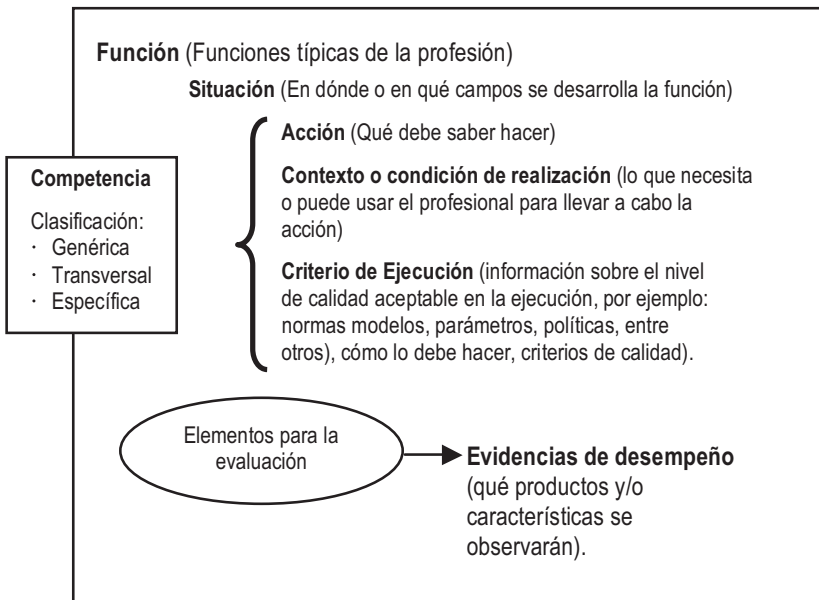 Función (Funciones típicas de la profesión)
Situación (En dónde o en qué campos se desarrolla la función)
Acción (Qué debe saber hacer)
Contexto o condición de realización (lo que necesita
o puede usar el profesional para llevar a cabo la
acción)
Criterio de Ejecución (información sobre el nivel
de calidad aceptable en la ejecución, por ejemplo:
normas modelos, parámetros, políticas, entre
otros), cómo lo debe hacer, criterios de calidad).
Competencia
Clasificación:
· Genérica
· Transversal
· Específica
Elementos para la
evaluación
Evidencias de desempeño
(qué productos y/o
características se
observarán).